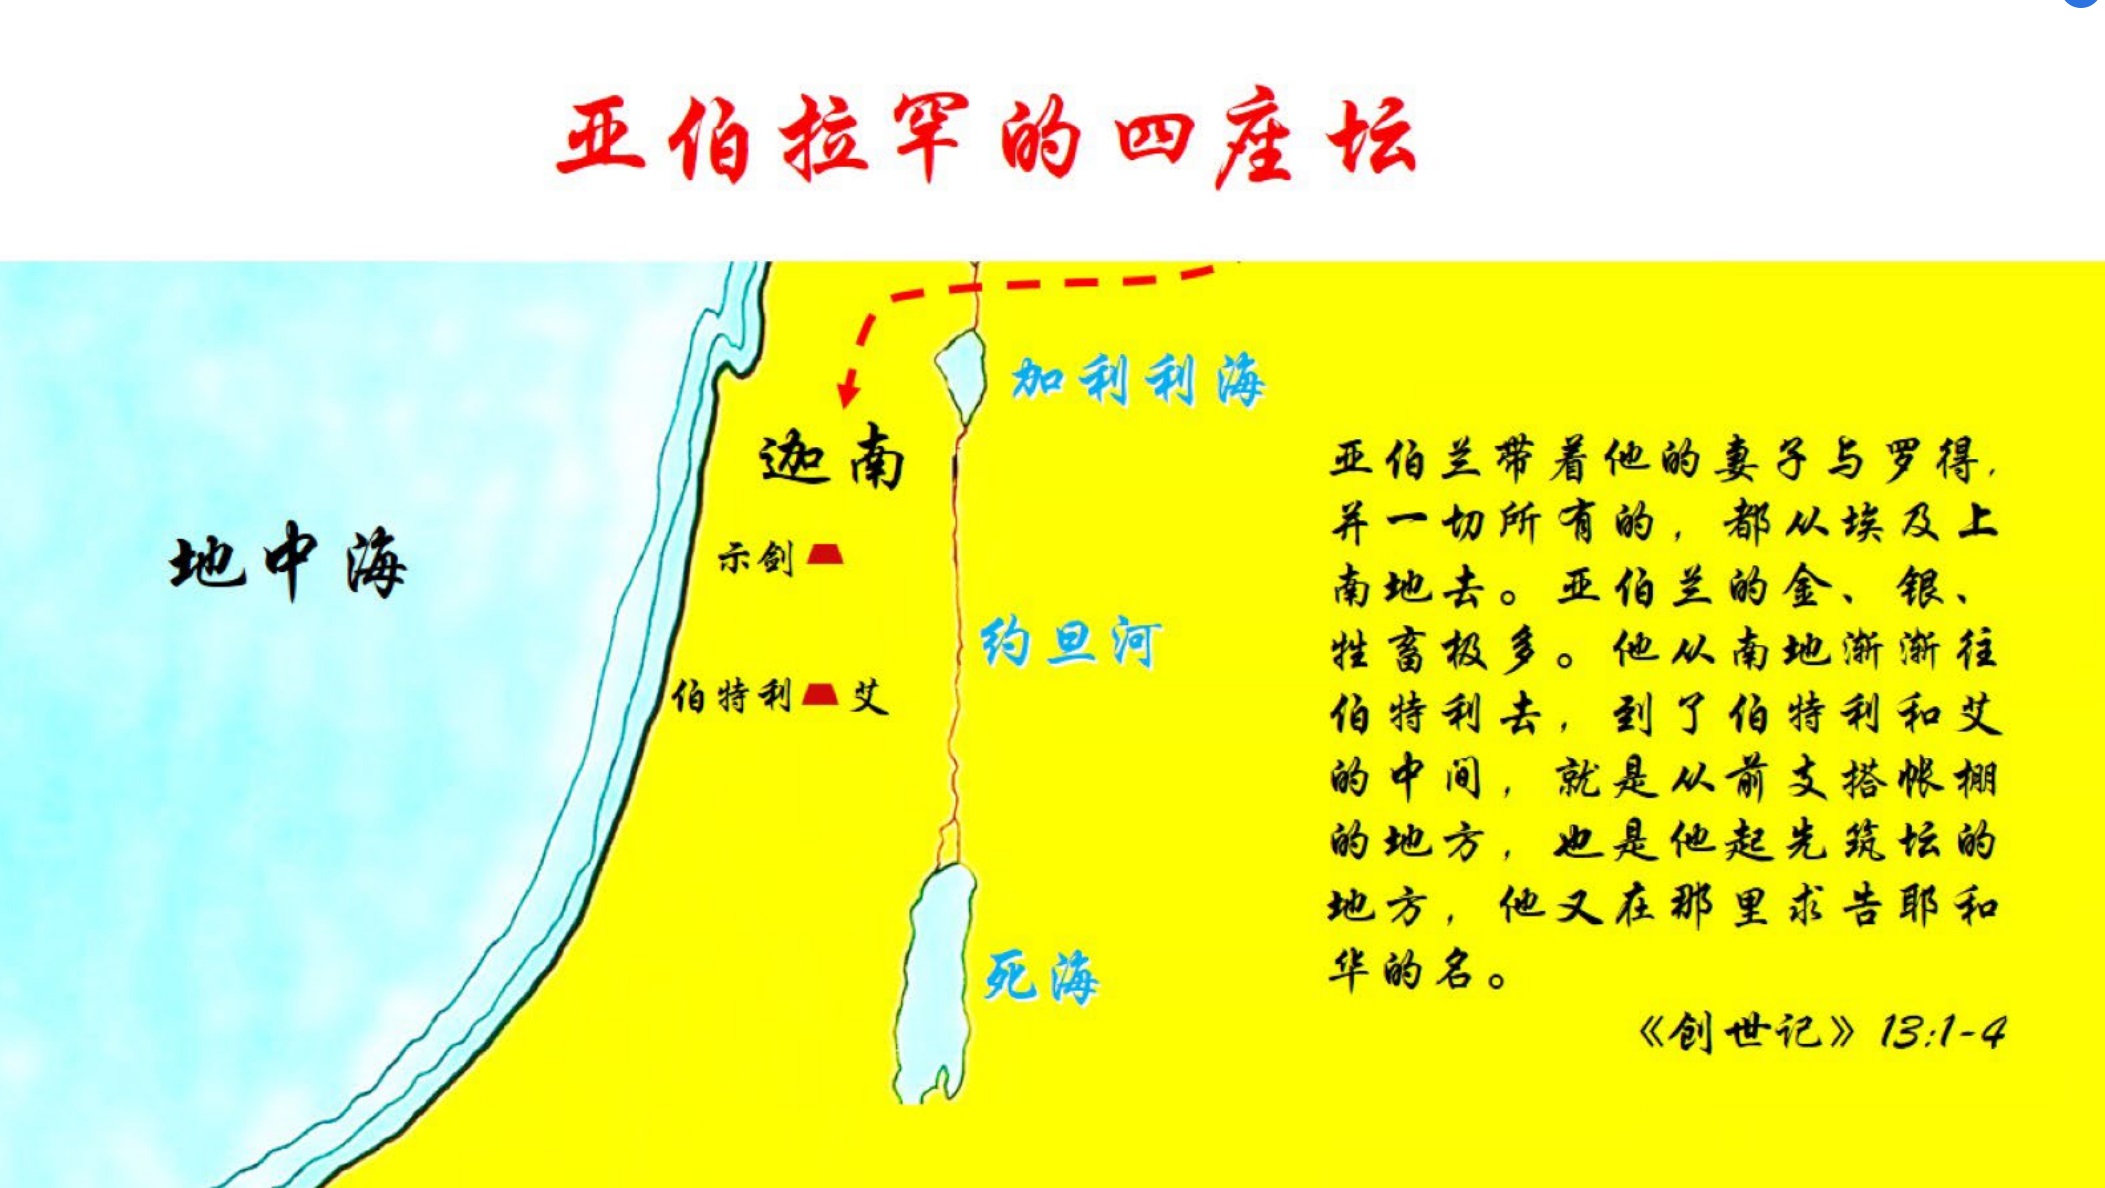 亚伯拉罕的四座坛
加利利海
迦南
地中海
示剑
约旦河
伯特利 艾
死海
亚伯兰带着他的妻子与罗得，
并一切所有的，都从埃及上
南地去。亚伯兰的金、银、
牲畜极多。他从南地渐渐往
伯特利去，到了伯特利和艾
的中间，就是从前支搭帐棚
的地方，也是他起先筑坛的
地方，他又在那里求告耶和
华的名。
《创世记》13:1-4